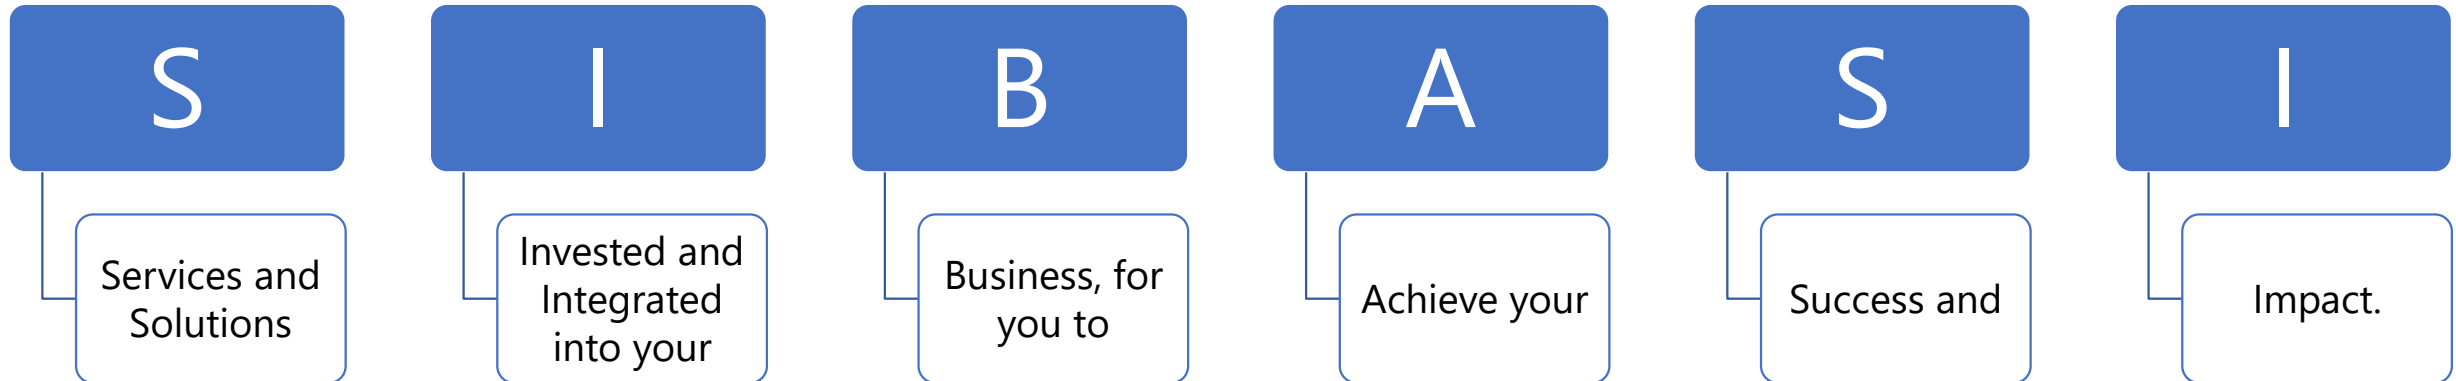 S
Services and
Solutions
I
Invested and
Integrated
into your
B
Business, for
you to
A
Achieve your
S
Success and
I
Impact.